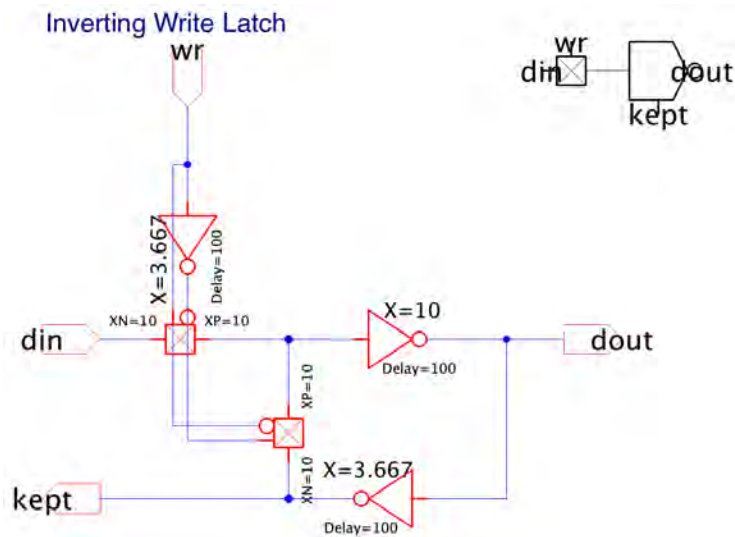 Inverting Write Latch
wr
wr
din
dout
kept
X=3.667
Delay=100
XN=10
XP=10
X=10
din
dout
Delay=100
XP=10
XN=10
X=3.667
kept
Delay=100